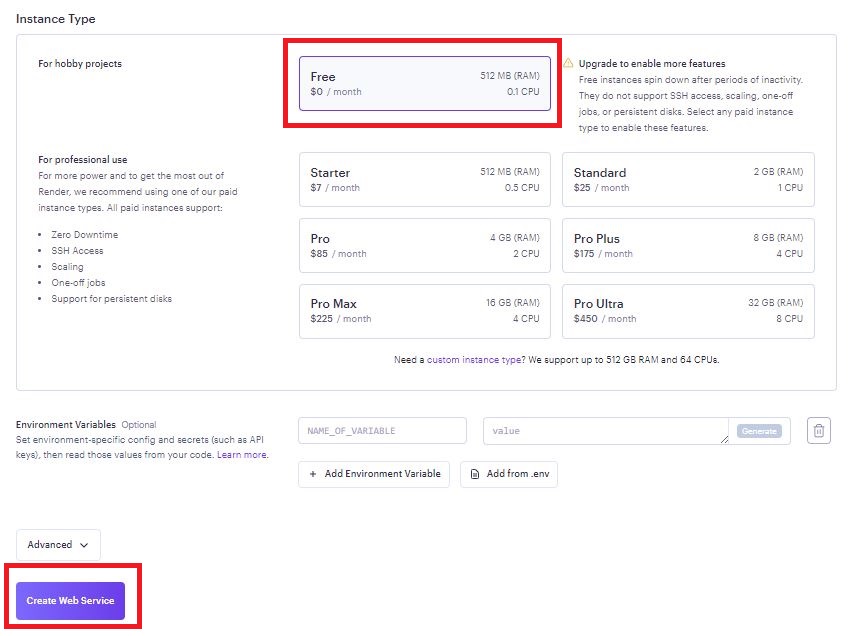 Instance Type
For hobby projects
Free
512 MB (RAM)
$0 / month
0.1 CPU
Upgrade to enable more features
Free instances spin down after periods of inactivity.
They do not support SSH access, scaling, one-off
jobs, or persistent disks. Select any paid instance
type to enable these features.
For professional use
For more power and to get the most out of
Render, we recommend using one of our paid
instance types. All paid instances support:
• Zero Downtime
• SSH Access
• Scaling
• One-off jobs
• Support for persistent disks
Starter
512 MB (RAM)
$7 / month
0.5 CPU
Standard
2 GB (RAM)
$25 / month
1 CPU
Pro
4 GB (RAM)
$85 / month
2 CPU
Pro Plus
8 GB (RAM)
$175 / month
4 CPU
Pro Max
16 GB (RAM)
$225 / month
4 CPU
Pro Ultra
32 GB (RAM)
$450 / month
8 CPU
Need a custom instance type? We support up to 512 GB RAM and 64 CPUs.
Environment Variables Optional
Set environment-specific config and secrets (such as API
keys), then read those values from your code. Learn more.
NAME_OF_VARIABLE
value
Generate
+ Add Environment Variable
Add from .env
Advanced
Create Web Service